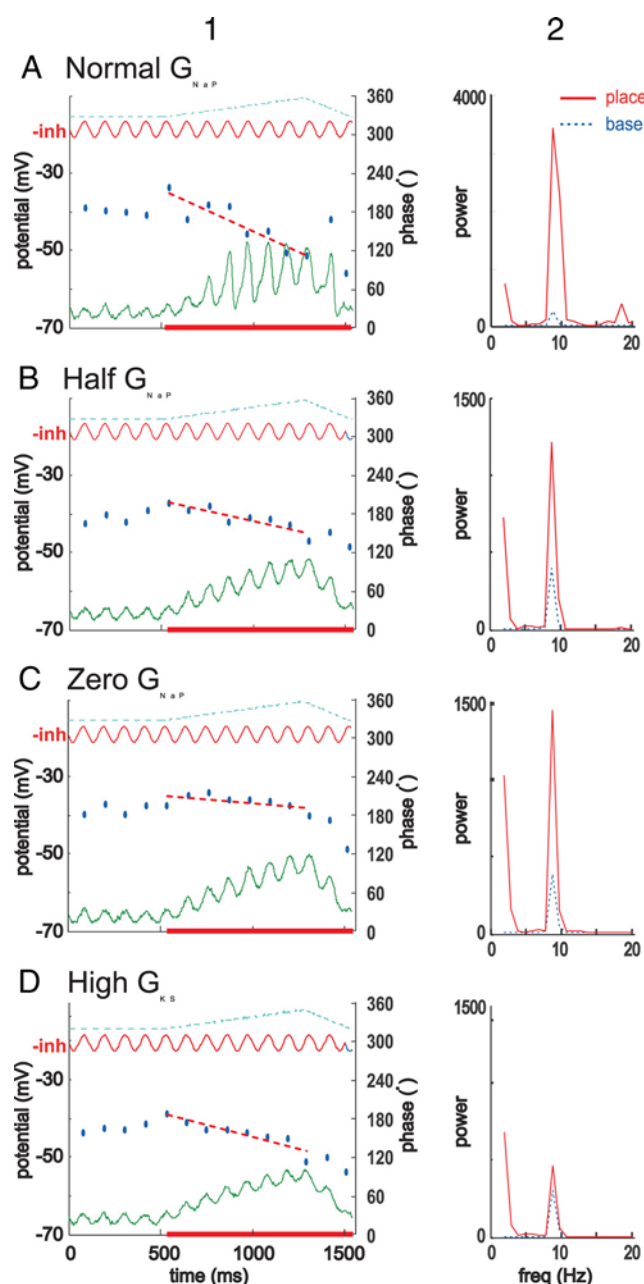 1 2
A Normal G NaP
360
300
240
180
120
60
0
-inh
-30
-50
-70
potential (mV)
phase (°)
4000
0
power
0 10 20
place
base
B Half G NaP
360
300
240
180
120
60
0
-inh
-30
-50
-70
potential (mV)
phase (°)
1500
0
power
0 10 20
C Zero G NaP
360
300
240
180
120
60
0
-inh
-30
-50
-70
potential (mV)
phase (°)
1500
0
power
0 10 20
D High G KS
360
300
240
180
120
60
0
-inh
-30
-50
-70
potential (mV)
phase (°)
0 500 1000 1500
time (ms)
1500
0
power
0 10 20
freq (Hz)